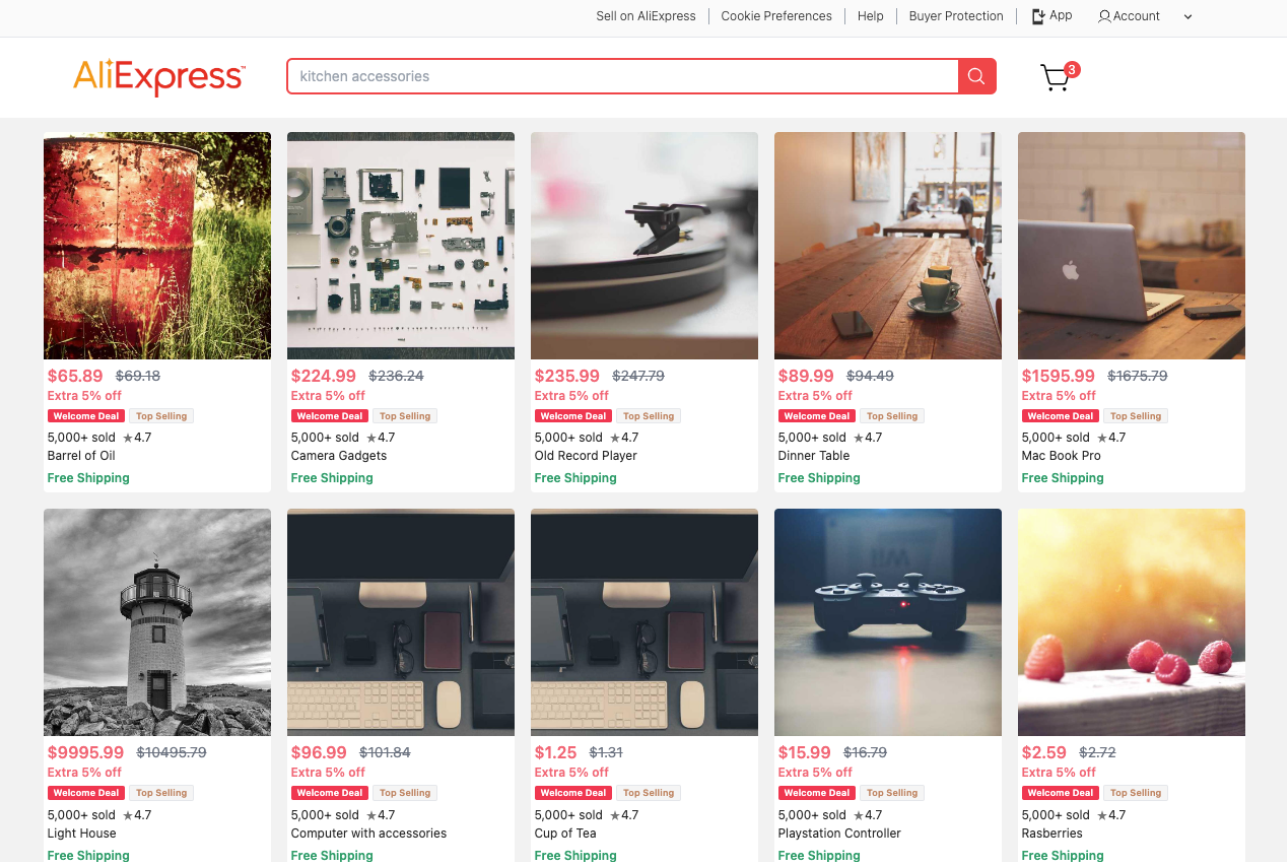 Sell on AliExpress Cookie Preferences Help Buyer Protection App Account
AliExpress™ kitchen accessories 3
$65.89 $69.18 $224.99 $236.24 $235.99 $247.79 $89.99 $94.49 $1595.99 $1675.79
Extra 5% off Extra 5% off Extra 5% off Extra 5% off Extra 5% off
Welcome Deal Top Selling Welcome Deal Top Selling Welcome Deal Top Selling Welcome Deal Top Selling Welcome Deal Top Selling
5,000+ sold ★4.7 5,000+ sold ★4.7 5,000+ sold ★4.7 5,000+ sold ★4.7 5,000+ sold ★4.7
Barrel of Oil Camera Gadgets Old Record Player Dinner Table Mac Book Pro
Free Shipping Free Shipping Free Shipping Free Shipping Free Shipping
$9995.99 $10495.79 $96.99 $101.84 $1.25 $1.31 $15.99 $16.79 $2.59 $2.72
Extra 5% off Extra 5% off Extra 5% off Extra 5% off Extra 5% off
Welcome Deal Top Selling Welcome Deal Top Selling Welcome Deal Top Selling Welcome Deal Top Selling Welcome Deal Top Selling
5,000+ sold ★4.7 5,000+ sold ★4.7 5,000+ sold ★4.7 5,000+ sold ★4.7 5,000+ sold ★4.7
Light House Computer with accessories Cup of Tea Playstation Controller Rasberries
Free Shipping Free Shipping Free Shipping Free Shipping Free Shipping